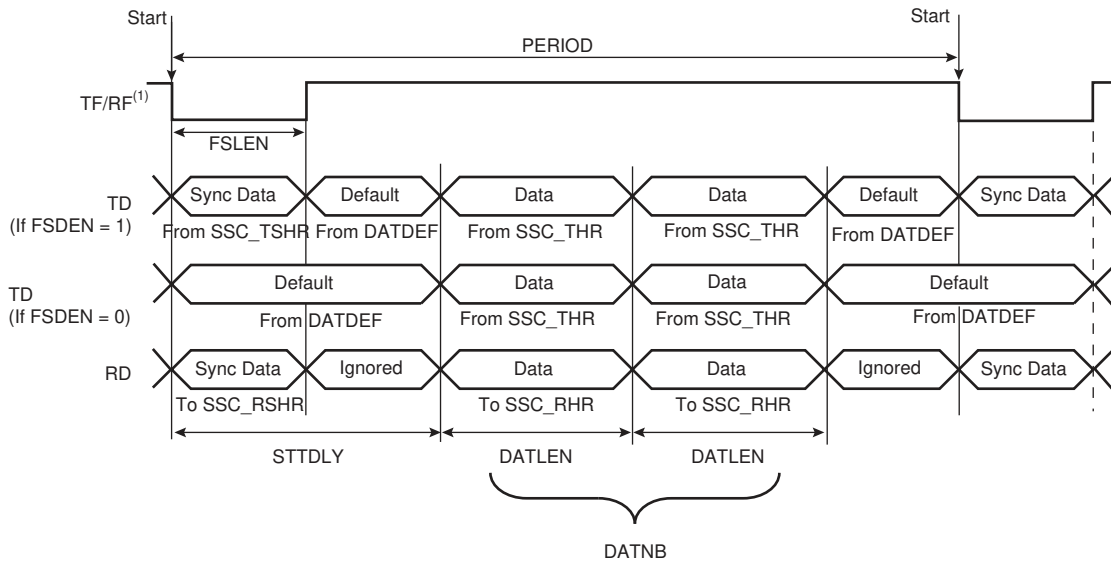 Start
Start
PERIOD
TF/RF(1)
FSLEN
TD
(If FSDEN = 1)
Sync Data
Default
Data
Data
Default
Sync Data
From SSC_TSHR
From DATDEF
From SSC_THR
From SSC_THR
From DATDEF
TD
(If FSDEN = 0)
Default
Data
Data
Default
From DATDEF
From SSC_THR
From SSC_THR
From DATDEF
RD
Sync Data
Ignored
Data
Data
Ignored
Sync Data
To SSC_RSHR
To SSC_RHR
To SSC_RHR
STTDLY
DATLEN
DATLEN
DATNB